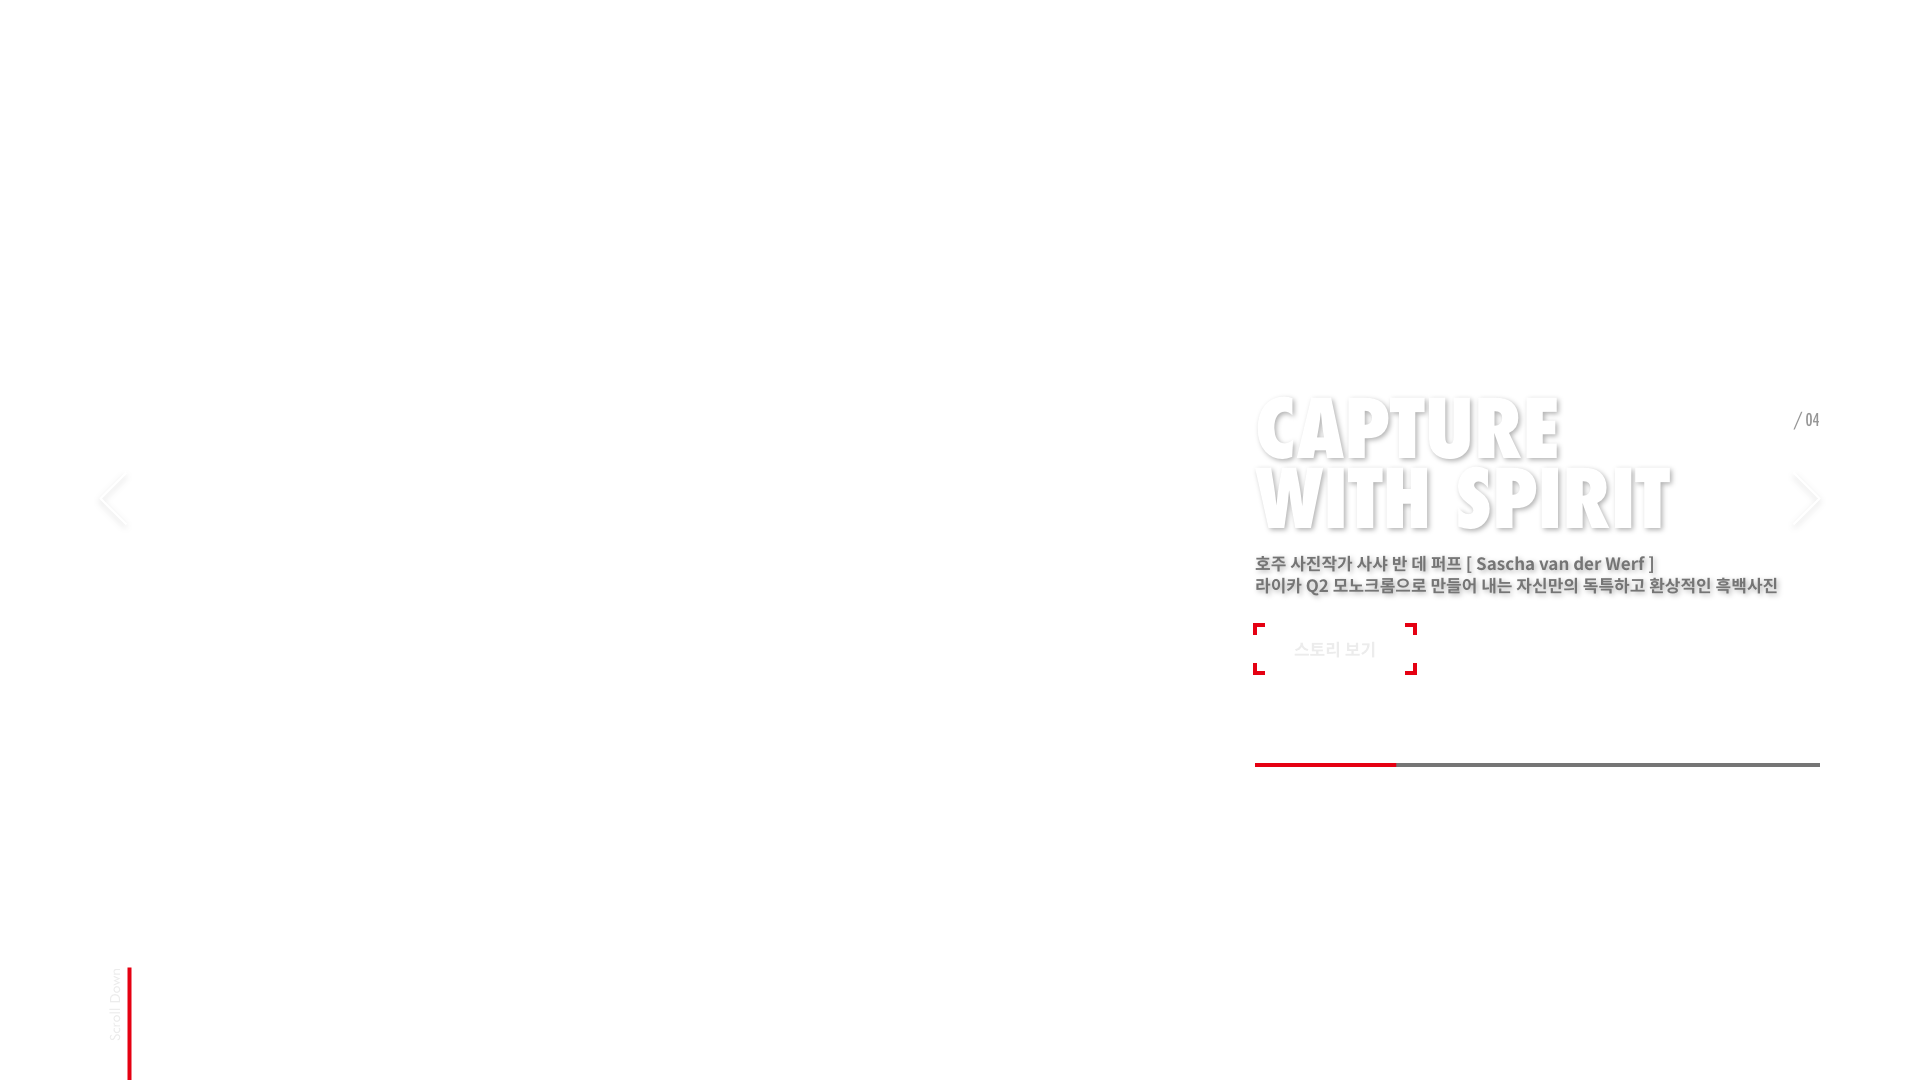 CAPTURE
WITH SPIRIT
/ 04
호주 사진작가 사샤 반 데 퍼프 [ Sascha van der Werf ]
라이카 Q2 모노크롬으로 만들어 내는 자신만의 독특하고 환상적인 흑백사진
스토리 보기
Scroll Down